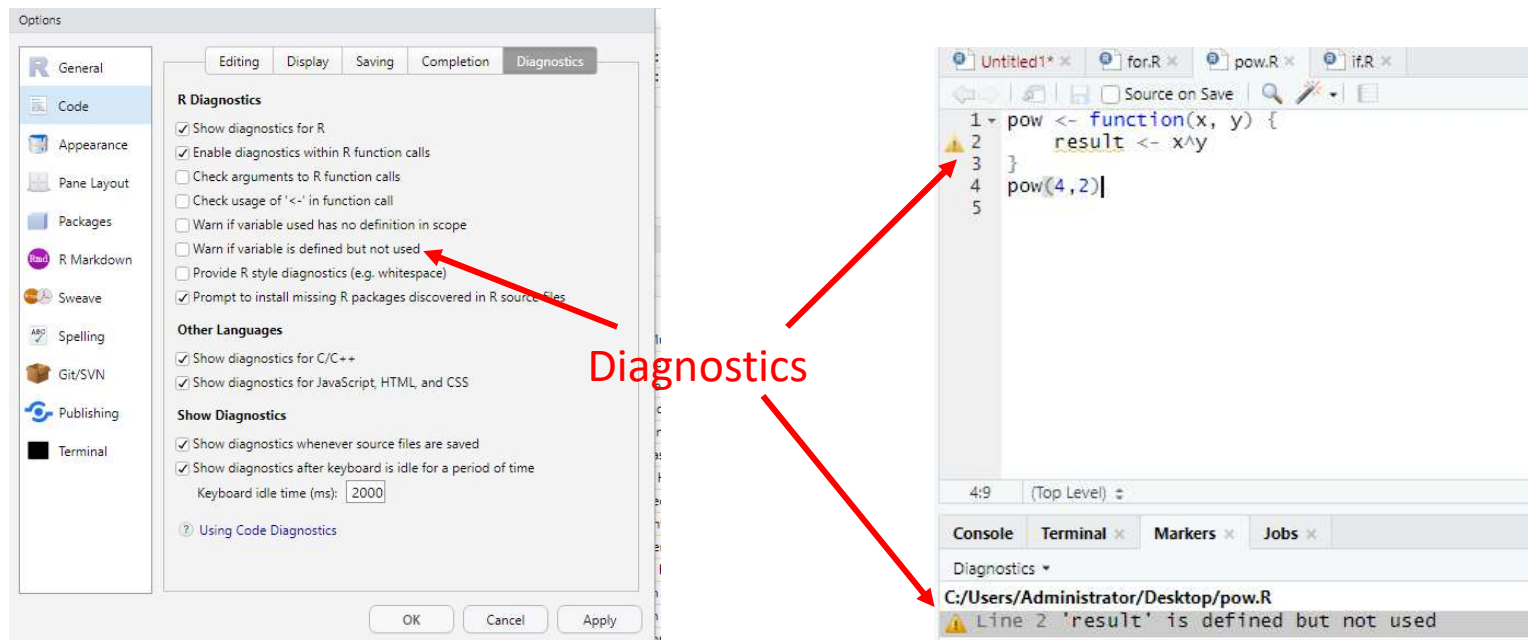 Options
General
Code
Appearance
Pane Layout
Packages
Rmd R Markdown
Sweave
ABC Spelling
Git/SVN
Publishing
Terminal
Editing Display Saving Completion Diagnostics
R Diagnostics
Show diagnostics for R
Enable diagnostics within R function calls
Check arguments to R function calls
Check usage of '<-' in function call
Warn if variable used has no definition in scope
Warn if variable is defined but not used
Provide R style diagnostics (e.g. whitespace)
Prompt to install missing R packages discovered in R source files
Other Languages
Show diagnostics for C/C++
Show diagnostics for JavaScript, HTML, and CSS
Show Diagnostics
Show diagnostics whenever source files are saved
Show diagnostics after keyboard is idle for a period of time
Keyboard idle time (ms): 2000
? Using Code Diagnostics
OK Cancel Apply
Diagnostics
Untitled1* for.R pow.R if.R
Source on Save
1 pow <- function(x, y) {
2 result <- x^y
3 }
4 pow(4,2)
5
4:9 (Top Level)
Console Terminal Markers Jobs
Diagnostics
C:/Users/Administrator/Desktop/pow.R
Line 2 'result' is defined but not used